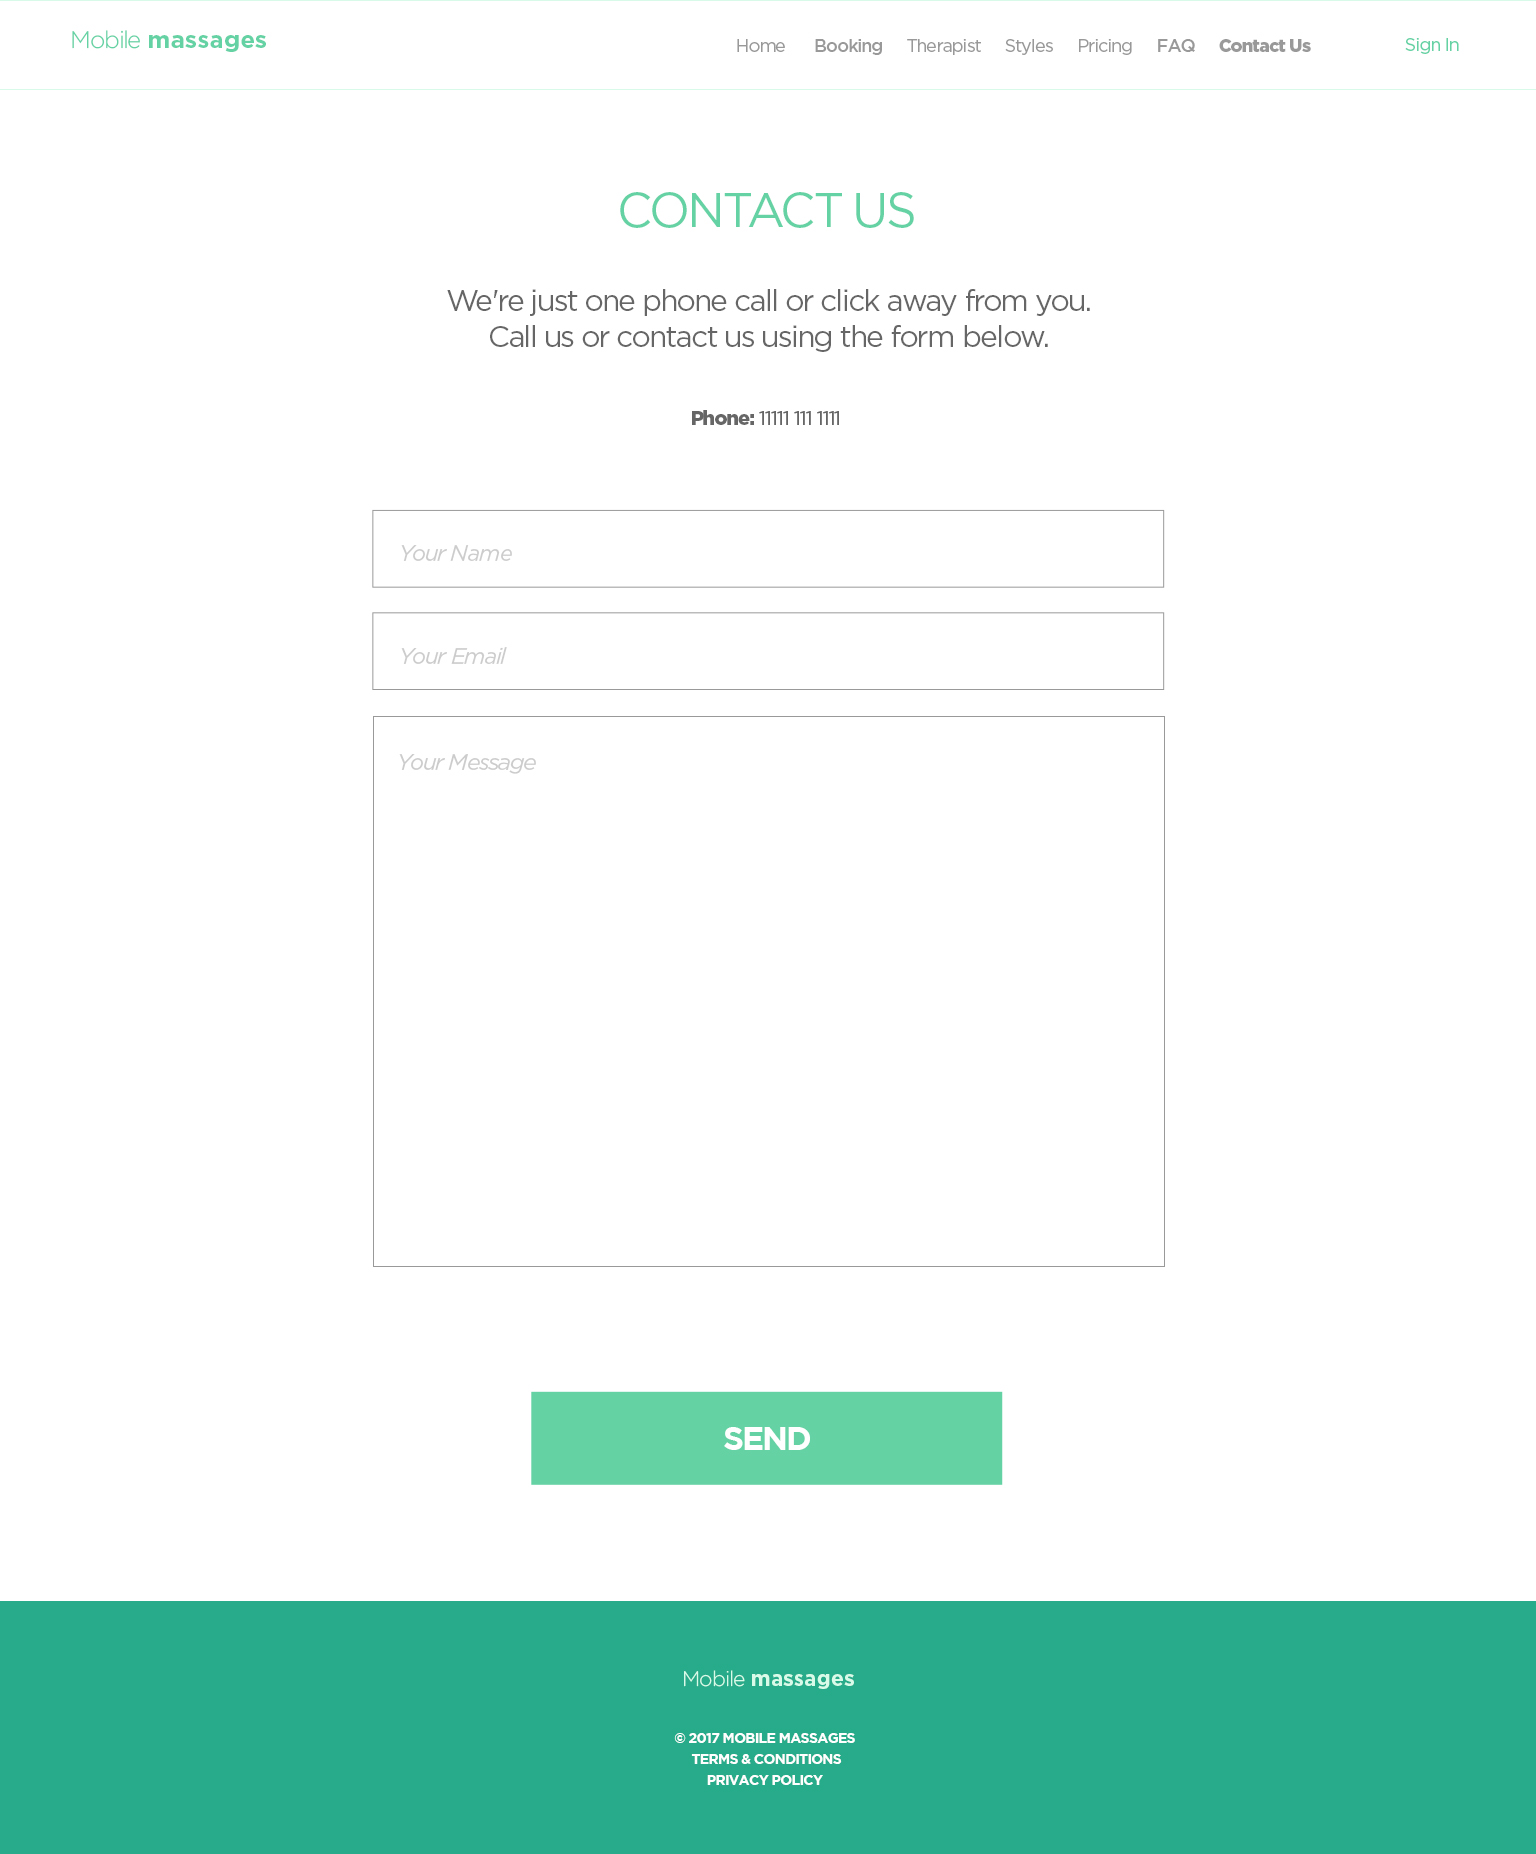 Mobile massages
Home Booking Therapist Styles Pricing FAQ Contact Us Sign In
CONTACT US
We're just one phone call or click away from you.
Call us or contact us using the form below.
Phone: 11111 111 1111
Your Name
Your Email
Your Message
SEND
Mobile massages
© 2017 MOBILE MASSAGES
TERMS & CONDITIONS
PRIVACY POLICY